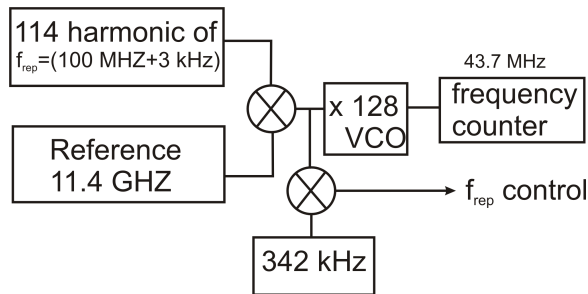 114 harmonic of
f_rep=(100 MHZ+3 kHz)
Reference
11.4 GHZ
x 128
VCO
43.7 MHz
frequency
counter
f_rep control
342 kHz